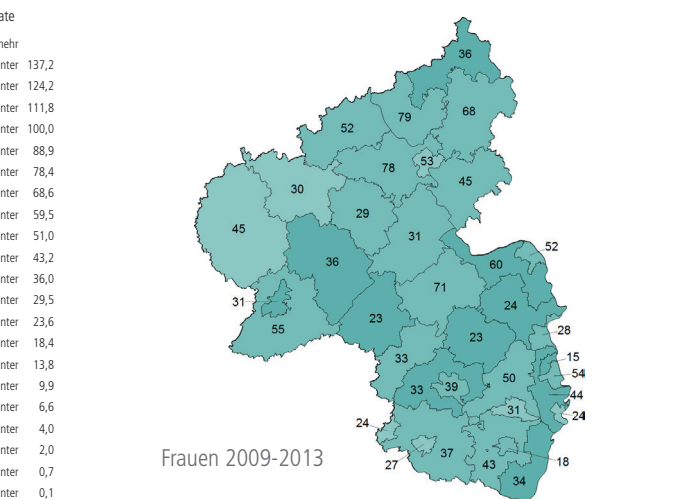 ate
mehr
nter 137,2
nter 124,2
nter 111,8
nter 100,0
nter 88,9
nter 78,4
nter 68,6
nter 59,5
nter 51,0
nter 43,2
nter 36,0
nter 29,5
nter 23,6
nter 18,4
nter 13,8
nter 9,9
nter 6,6
nter 4,0
nter 2,0
nter 0,7
nter 0,1
36
79
68
52
53
78
45
30
29
45
31
52
60
36
71
31
24
23
55
28
23
33
15
54
50
33
39
44
31
24
24
37
27
43
18
34
Frauen 2009-2013